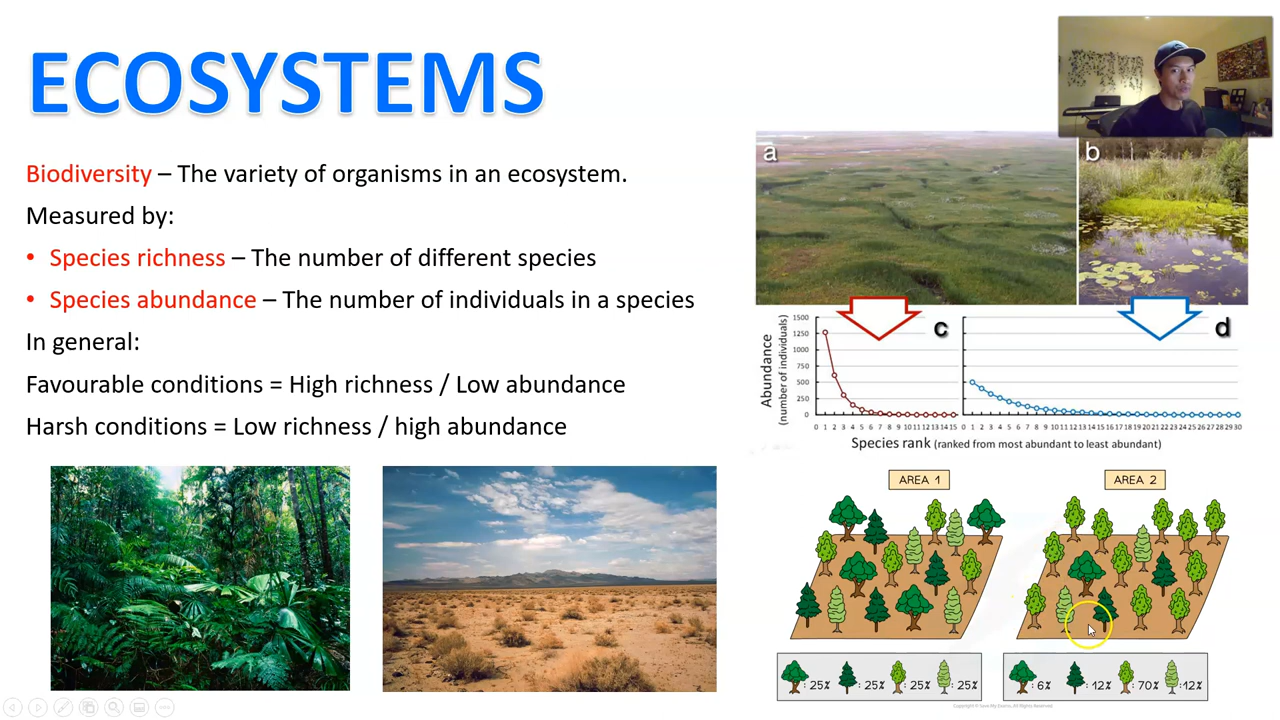 ECOSYSTEMS
Biodiversity – The variety of organisms in an ecosystem.
Measured by:
• Species richness – The number of different species
• Species abundance – The number of individuals in a species
In general:
Favourable conditions = High richness / Low abundance
Harsh conditions = Low richness / high abundance
a
b
c
d
Abundance
(number of individuals)
1500
1250
1000
750
500
250
0
0 1 2 3 4 5 6 7 8 9 10 11 12 13 14 15
0 1 2 3 4 5 6 7 8 9 10 11 12 13 14 15 16 17 18 19 20 21 22 23 24 25 26 27 28 29 30
Species rank (ranked from most abundant to least abundant)
AREA 1
AREA 2
: 25% : 25% : 25% : 25%
: 6% : 12% : 70% : 12%
Copyright © Save My Exams. All Rights Reserved